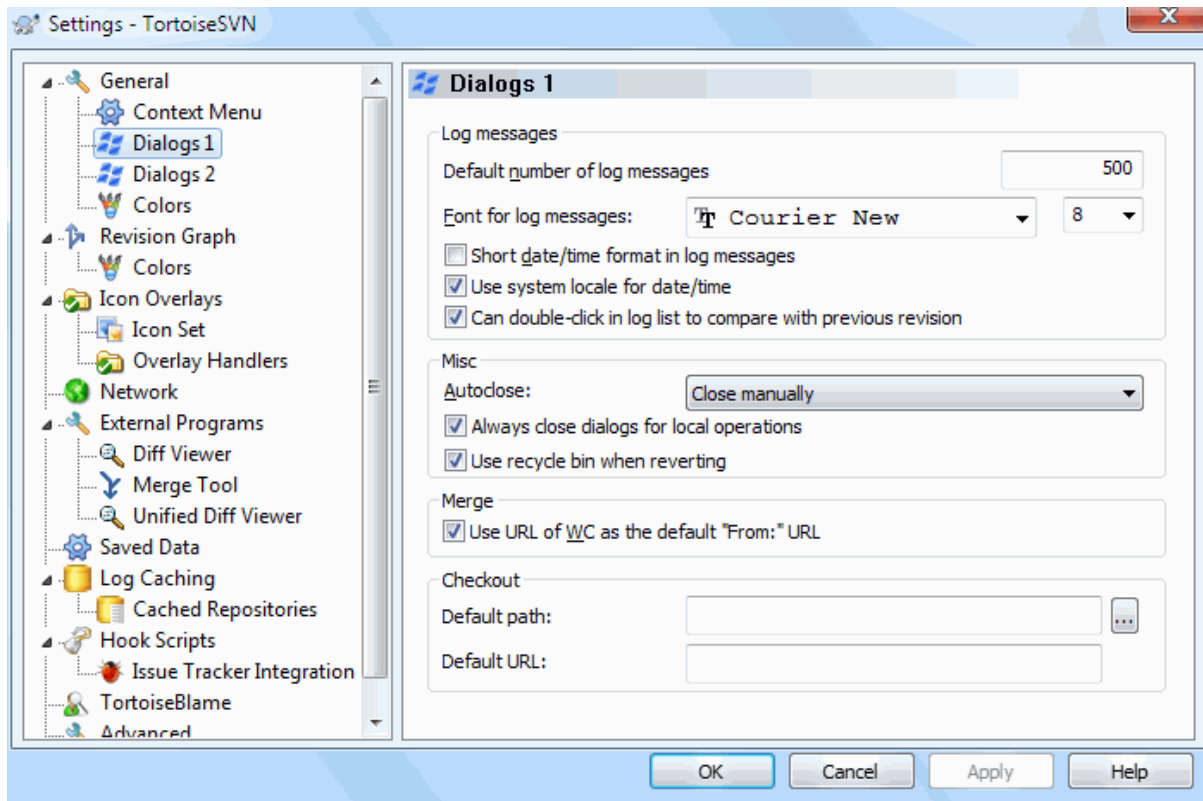 Settings - TortoiseSVN
General
Context Menu
Dialogs 1
Dialogs 2
Colors
Revision Graph
Colors
Icon Overlays
Icon Set
Overlay Handlers
Network
External Programs
Diff Viewer
Merge Tool
Unified Diff Viewer
Saved Data
Log Caching
Cached Repositories
Hook Scripts
Issue Tracker Integration
TortoiseBlame
Advanced
Dialogs 1
Log messages
Default number of log messages 500
Font for log messages: Courier New 8
Short date/time format in log messages
Use system locale for date/time
Can double-click in log list to compare with previous revision
Misc
Autoclose: Close manually
Always close dialogs for local operations
Use recycle bin when reverting
Merge
Use URL of WC as the default "From:" URL
Checkout
Default path: ...
Default URL:
OK Cancel Apply Help